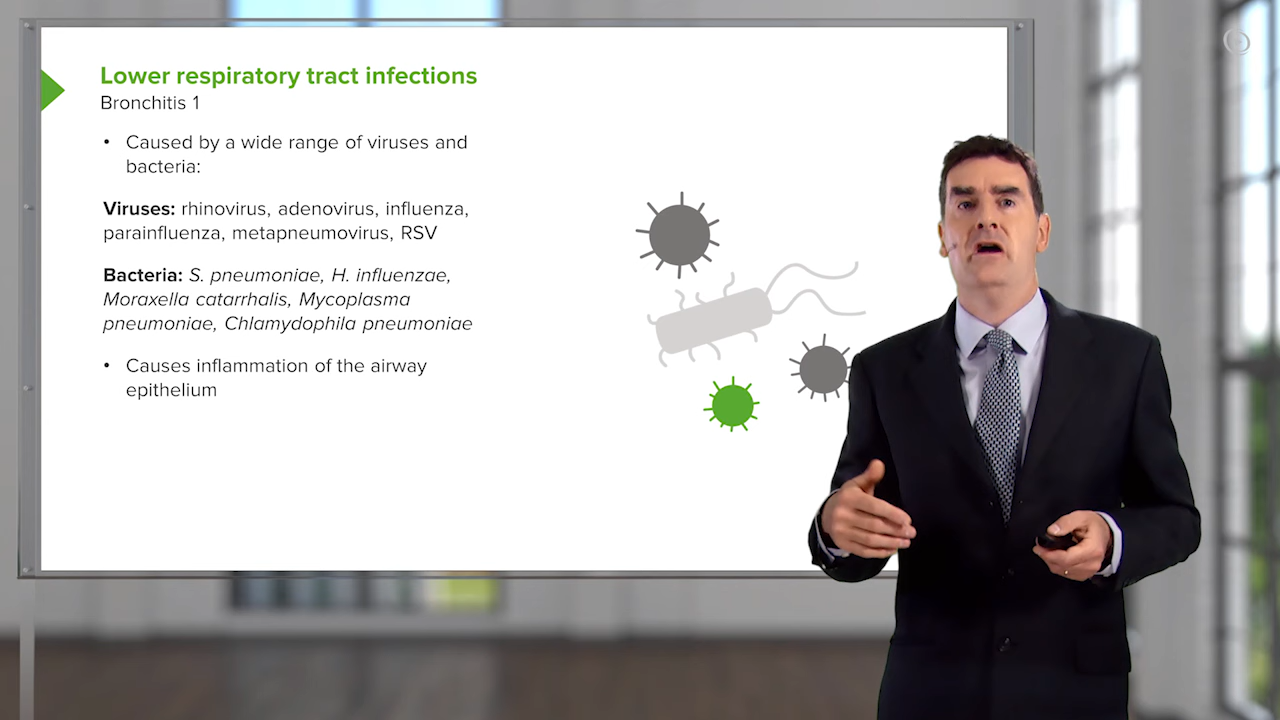 Lower respiratory tract infections
Bronchitis 1
• Caused by a wide range of viruses and
bacteria:
Viruses: rhinovirus, adenovirus, influenza,
parainfluenza, metapneumovirus, RSV
Bacteria: S. pneumoniae, H. influenzae,
Moraxella catarrhalis, Mycoplasma
pneumoniae, Chlamydophila pneumoniae
• Causes inflammation of the airway
epithelium